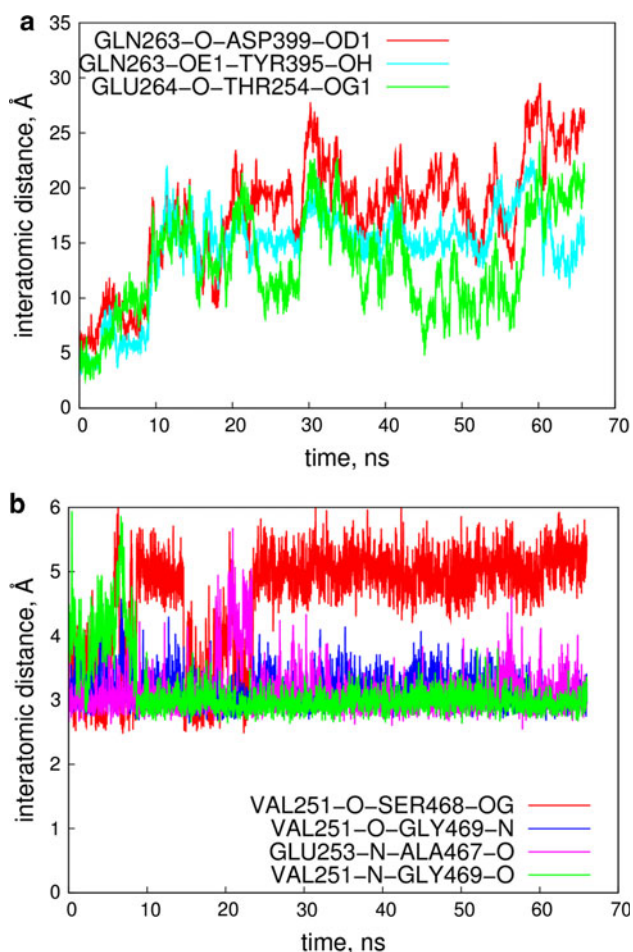 a
35
30
25
20
15
10
5
0
interatomic distance, Å
GLN263−O−ASP399−OD1
GLN263−OE1−TYR395−OH
GLU264−O−THR254−OG1
0 10 20 30 40 50 60 70
time, ns
b
6
5
4
3
2
1
0
interatomic distance, Å
VAL251−O−SER468−OG
VAL251−O−GLY469−N
GLU253−N−ALA467−O
VAL251−N−GLY469−O
0 10 20 30 40 50 60 70
time, ns